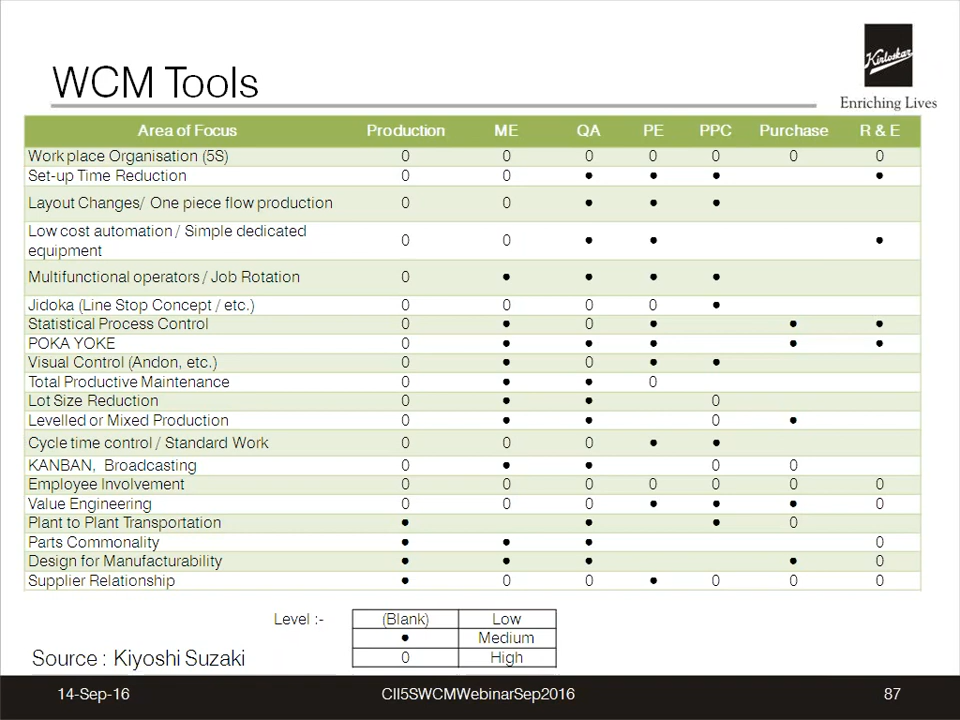 Kirloskar
Enriching Lives
WCM Tools
Area of Focus Production ME QA PE PPC Purchase R & E
Work place Organisation (5S) 0 0 0 0 0 0 0
Set-up Time Reduction 0 0 • • • •
Layout Changes/ One piece flow production 0 0 • • •
Low cost automation / Simple dedicated
equipment 0 0 • • •
Multifunctional operators / Job Rotation 0 • • • •
Jidoka (Line Stop Concept / etc.) 0 0 0 0 •
Statistical Process Control 0 • 0 • • •
POKA YOKE 0 • • • • •
Visual Control (Andon, etc.) 0 • 0 • •
Total Productive Maintenance 0 • • 0
Lot Size Reduction 0 • • 0
Levelled or Mixed Production 0 • • 0 •
Cycle time control / Standard Work 0 0 0 • •
KANBAN, Broadcasting 0 • • 0 0
Employee Involvement 0 0 0 0 0 0 0
Value Engineering 0 0 0 • • • 0
Plant to Plant Transportation • • • 0
Parts Commonality • • • 0
Design for Manufacturability • • • • 0
Supplier Relationship • 0 0 • 0 0 0
Level :- (Blank) Low
• Medium
0 High
Source : Kiyoshi Suzaki
14-Sep-16 CII5SWCMWebinarSep2016 87